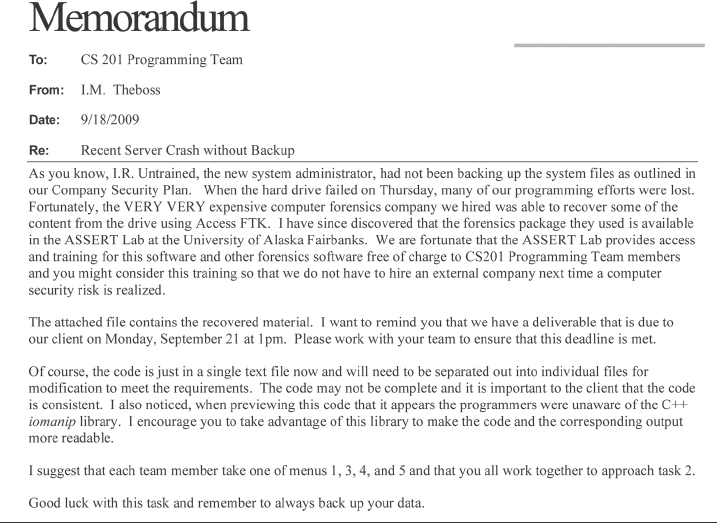 Memorandum
To: CS 201 Programming Team
From: I.M. Theboss
Date: 9/18/2009
Re: Recent Server Crash without Backup
As you know, I.R. Untrained, the new system administrator, had not been backing up the system files as outlined in
our Company Security Plan. When the hard drive failed on Thursday, many of our programming efforts were lost.
Fortunately, the VERY VERY expensive computer forensics company we hired was able to recover some of the
content from the drive using Access FTK. I have since discovered that the forensics package they used is available
in the ASSERT Lab at the University of Alaska Fairbanks. We are fortunate that the ASSERT Lab provides access
and training for this software and other forensics software free of charge to CS201 Programming Team members
and you might consider this training so that we do not have to hire an external company next time a computer
security risk is realized.
The attached file contains the recovered material. I want to remind you that we have a deliverable that is due to
our client on Monday, September 21 at 1pm. Please work with your team to ensure that this deadline is met.
Of course, the code is just in a single text file now and will need to be separated out into individual files for
modification to meet the requirements. The code may not be complete and it is important to the client that the code
is consistent. I also noticed, when previewing this code that it appears the programmers were unaware of the C++
iomanip library. I encourage you to take advantage of this library to make the code and the corresponding output
more readable.
I suggest that each team member take one of menus 1, 3, 4, and 5 and that you all work together to approach task 2.
Good luck with this task and remember to always back up your data.